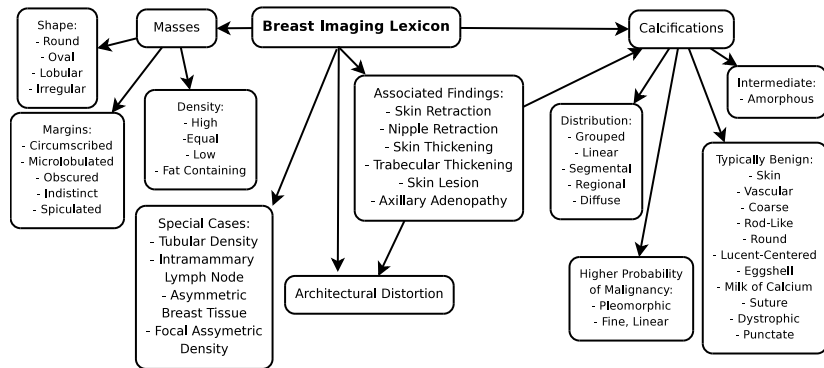 Breast Imaging Lexicon
Masses
Shape:
- Round
- Oval
- Lobular
- Irregular
Margins:
- Circumscribed
- Microlobulated
- Obscured
- Indistinct
- Spiculated
Density:
- High
-Equal
- Low
- Fat Containing
Special Cases:
- Tubular Density
- Intramammary
Lymph Node
- Asymmetric
Breast Tissue
- Focal Assymetric
Density
Architectural Distortion
Associated Findings:
- Skin Retraction
- Nipple Retraction
- Skin Thickening
- Trabecular Thickening
- Skin Lesion
- Axillary Adenopathy
Calcifications
Distribution:
- Grouped
- Linear
- Segmental
- Regional
- Diffuse
Higher Probability
of Malignancy:
- Pleomorphic
- Fine, Linear
Intermediate:
- Amorphous
Typically Benign:
- Skin
- Vascular
- Coarse
- Rod-Like
- Round
- Lucent-Centered
- Eggshell
- Milk of Calcium
- Suture
- Dystrophic
- Punctate